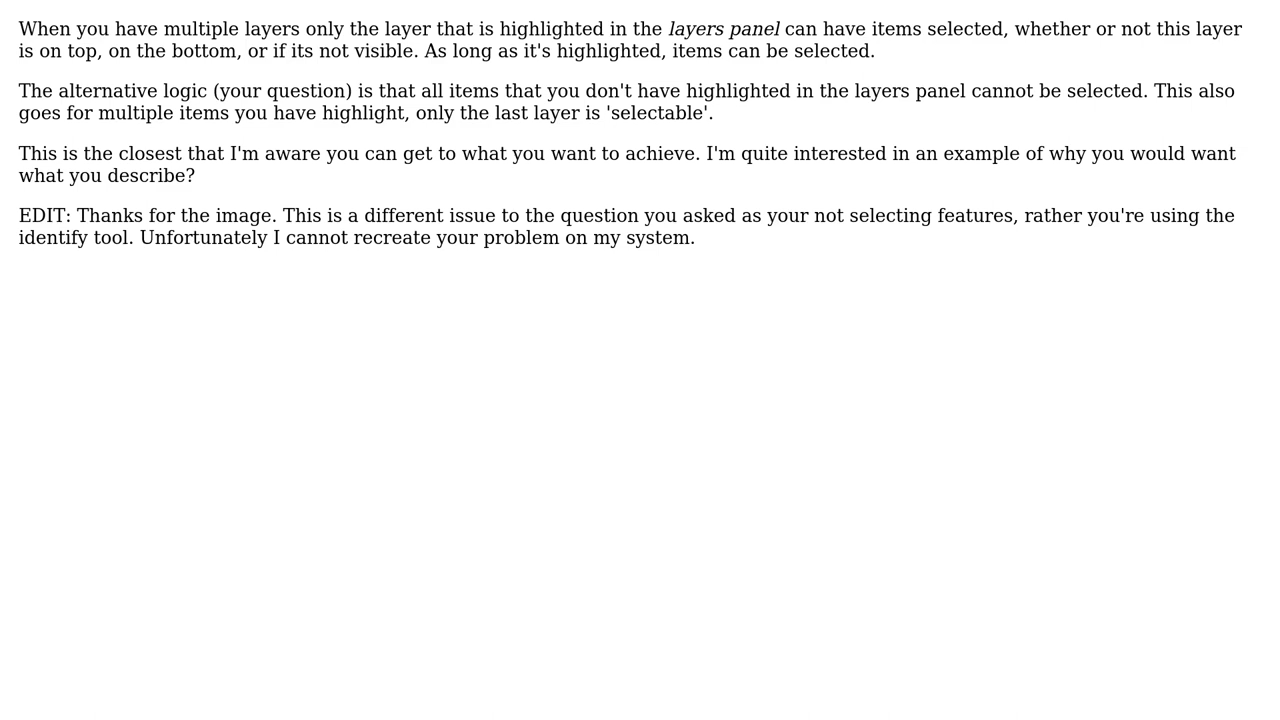 When you have multiple layers only the layer that is highlighted in the layers panel can have items selected, whether or not this layer
is on top, on the bottom, or if its not visible. As long as it's highlighted, items can be selected.
The alternative logic (your question) is that all items that you don't have highlighted in the layers panel cannot be selected. This also
goes for multiple items you have highlight, only the last layer is 'selectable'.
This is the closest that I'm aware you can get to what you want to achieve. I'm quite interested in an example of why you would want
what you describe?
EDIT: Thanks for the image. This is a different issue to the question you asked as your not selecting features, rather you're using the
identify tool. Unfortunately I cannot recreate your problem on my system.